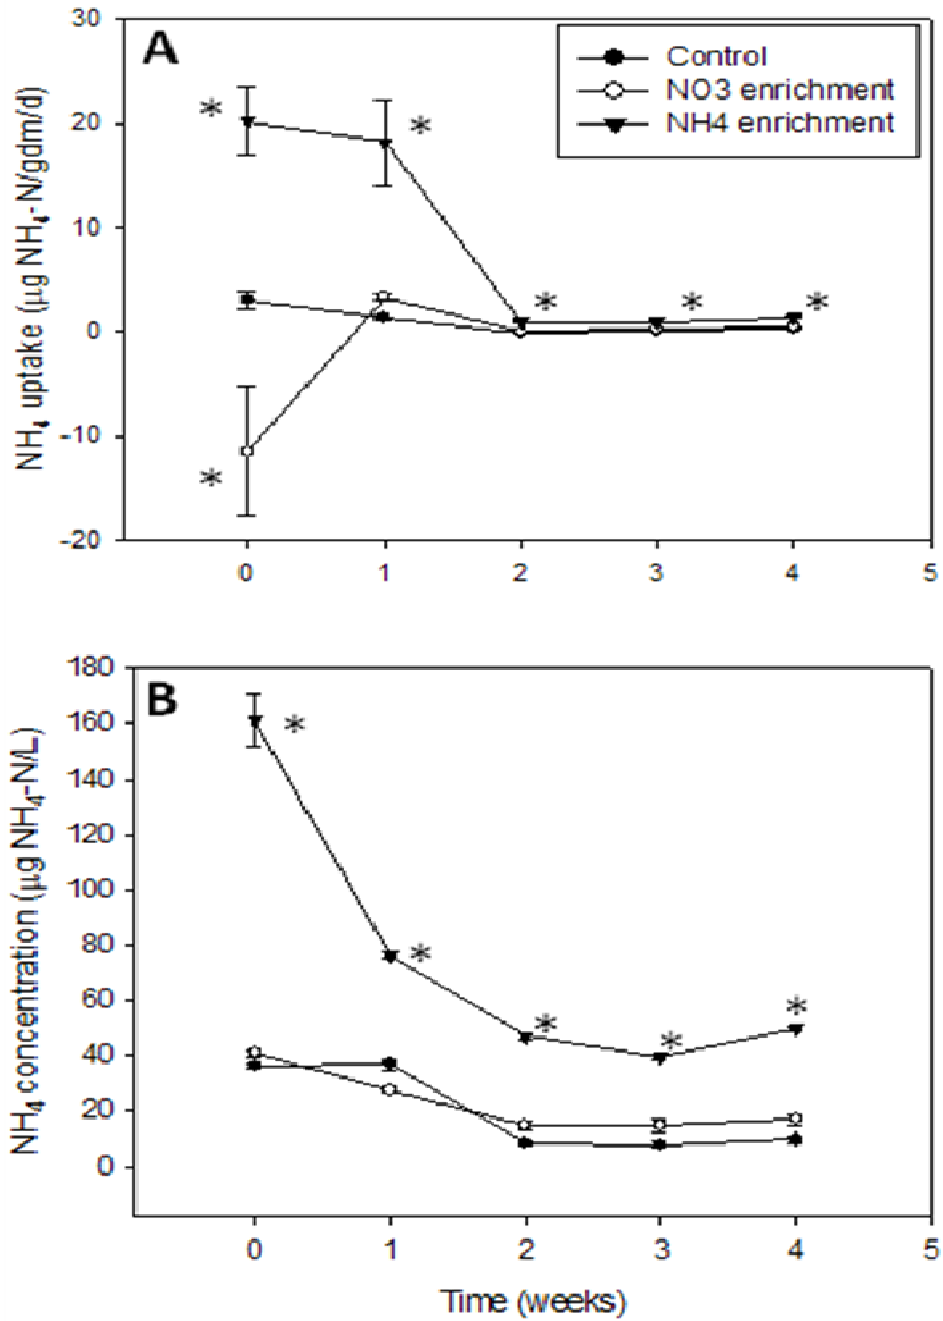 A
Control
NO3 enrichment
NH4 enrichment
NH₄ uptake (µg NH₄-N/gdm/d)
30
20
10
0
-10
-20
*
*
*
*
*
*
0 1 2 3 4 5
B
NH₄ concentration (µg NH₄-N/L)
180
160
140
120
100
80
60
40
20
0
*
*
*
*
*
0 1 2 3 4 5
Time (weeks)